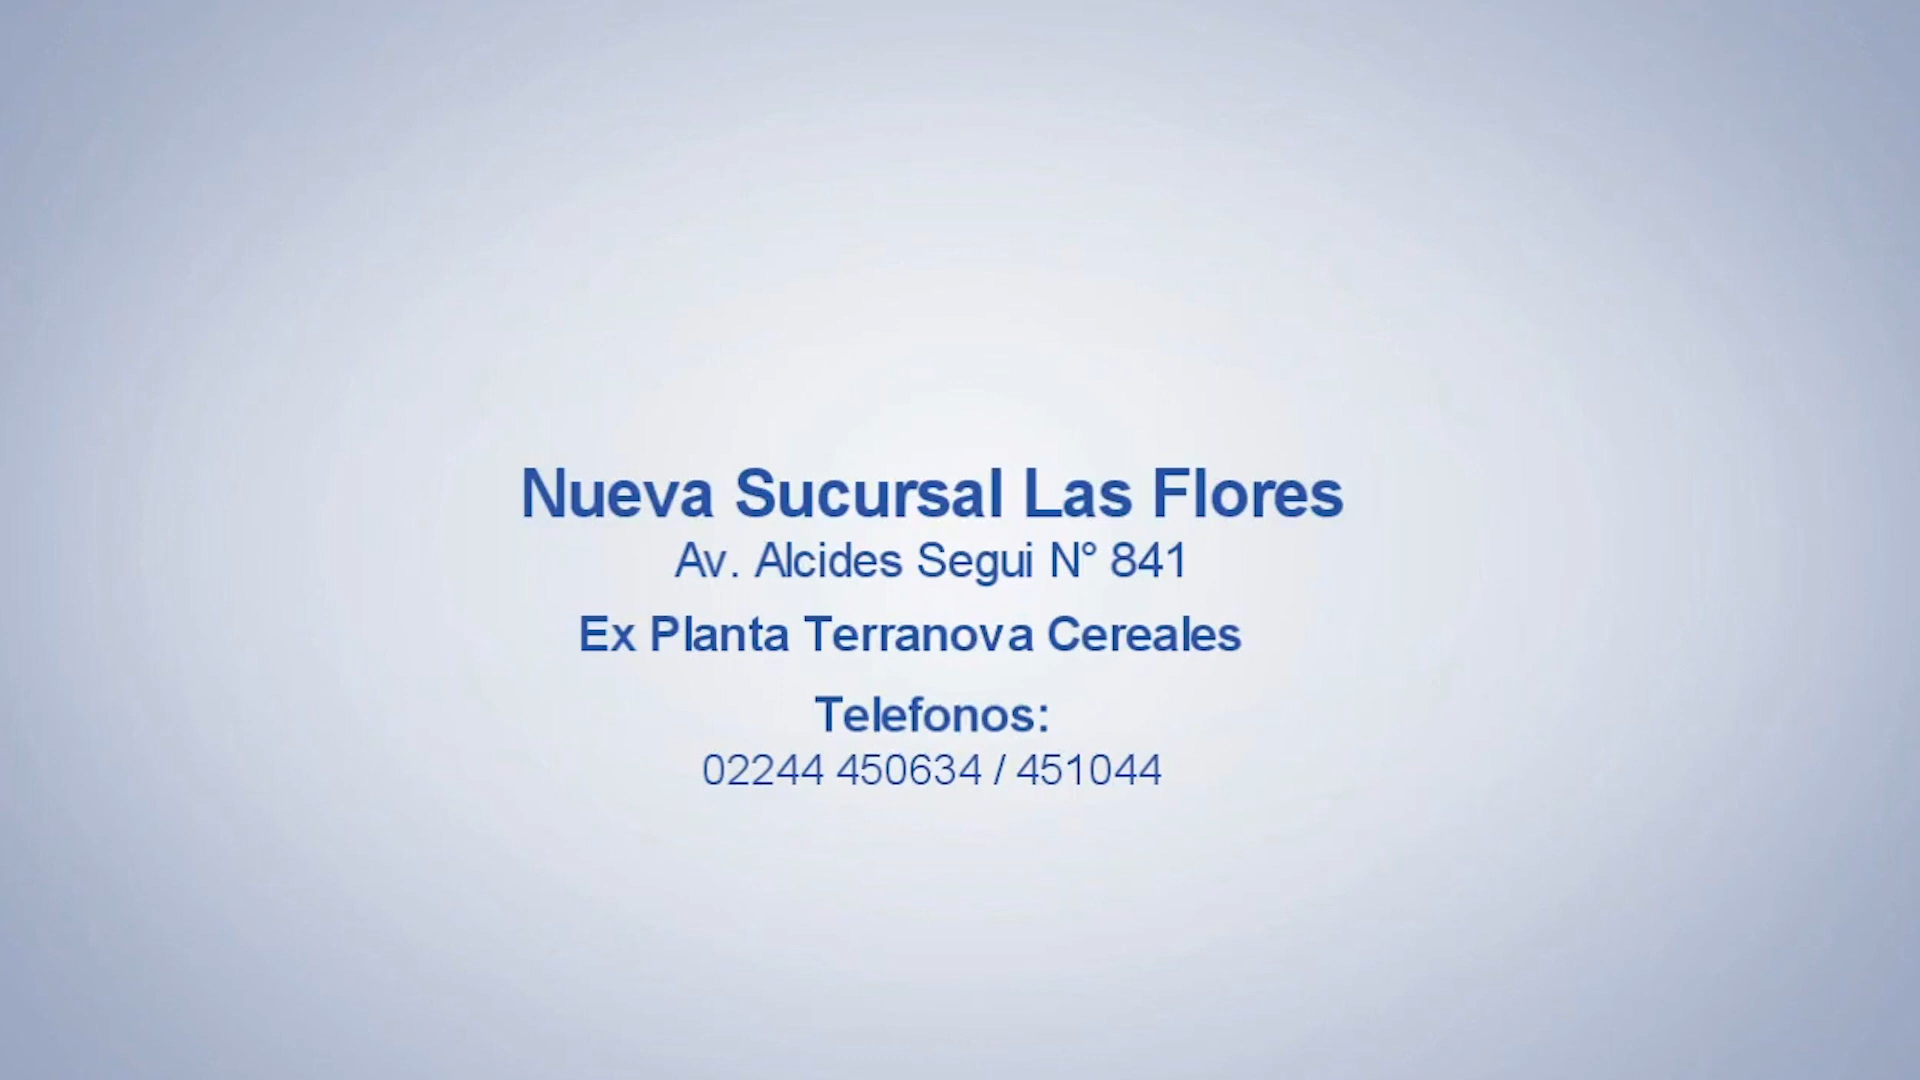 Nueva Sucursal Las Flores
Av. Alcides Segui N° 841
Ex Planta Terranova Cereales
Telefonos:
02244 450634 / 451044